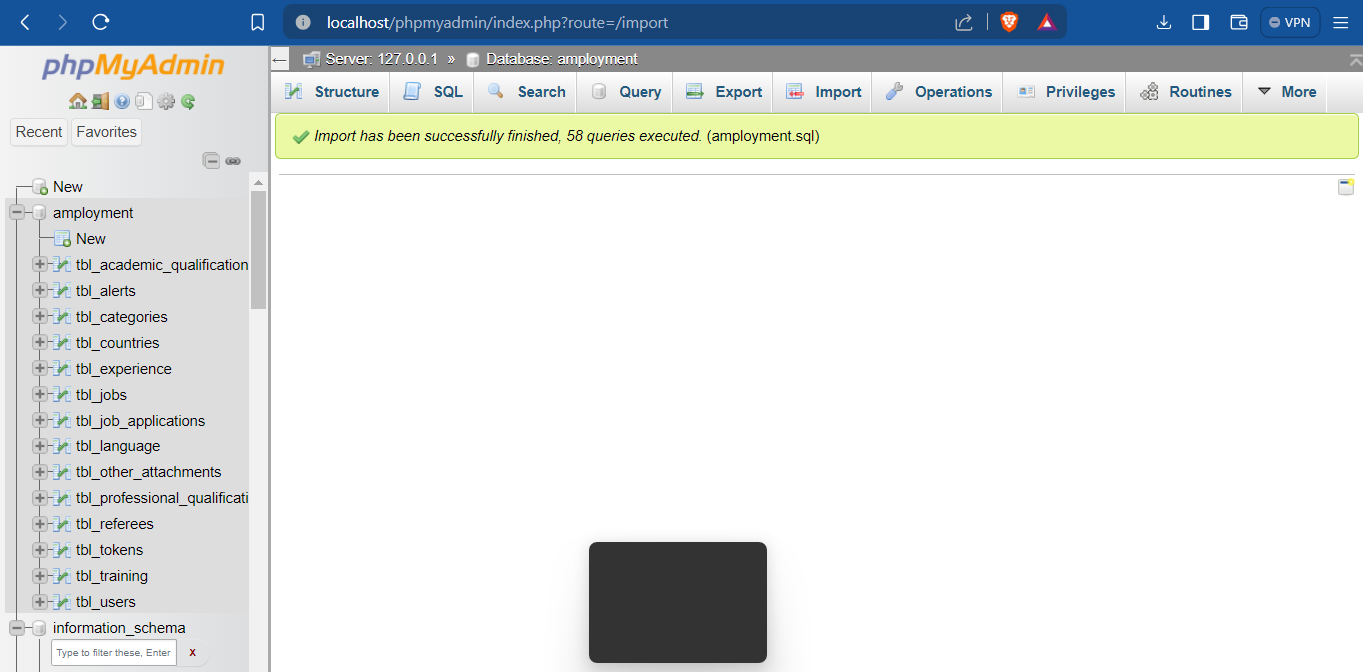 localhost/phpmyadmin/index.php?route=/import
VPN
phpMyAdmin
Recent
Favorites
New
amployment
New
tbl_academic_qualification
tbl_alerts
tbl_categories
tbl_countries
tbl_experience
tbl_jobs
tbl_job_applications
tbl_language
tbl_other_attachments
tbl_professional_qualificati
tbl_referees
tbl_tokens
tbl_training
tbl_users
information_schema
Type to filter these, Enter
X
Server: 127.0.0.1 » Database: amployment
Structure SQL Search Query Export Import Operations Privileges Routines More
Import has been successfully finished, 58 queries executed. (amployment.sql)